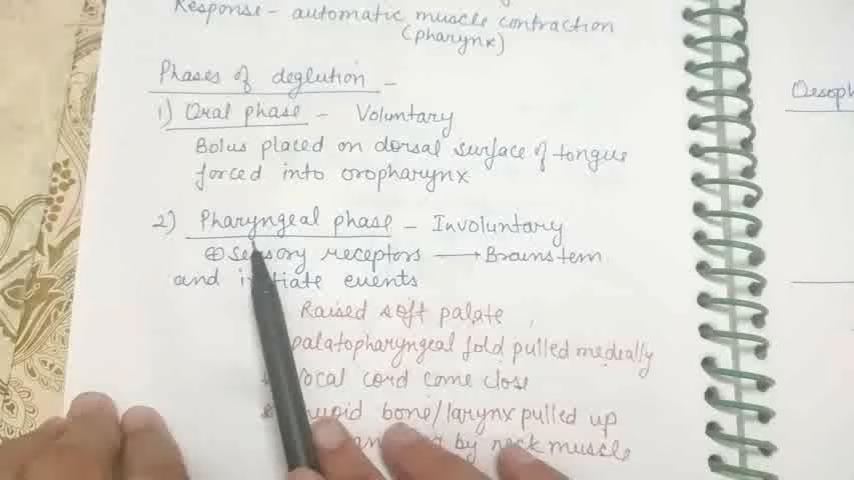 Response - automatic muscle contraction
(pharynx)
Phases of deglution -
1) Oral phase - Voluntary
Bolus placed on dorsal surface of tongue
forced into oropharynx
2) Pharyngeal phase - Involuntary
⊕ sensory receptors → Brainstem
and initiate events
Raised soft palate
palatopharyngeal fold pulled medeally
vocal cord come close
bone/larynx pulled up
by neck muscle